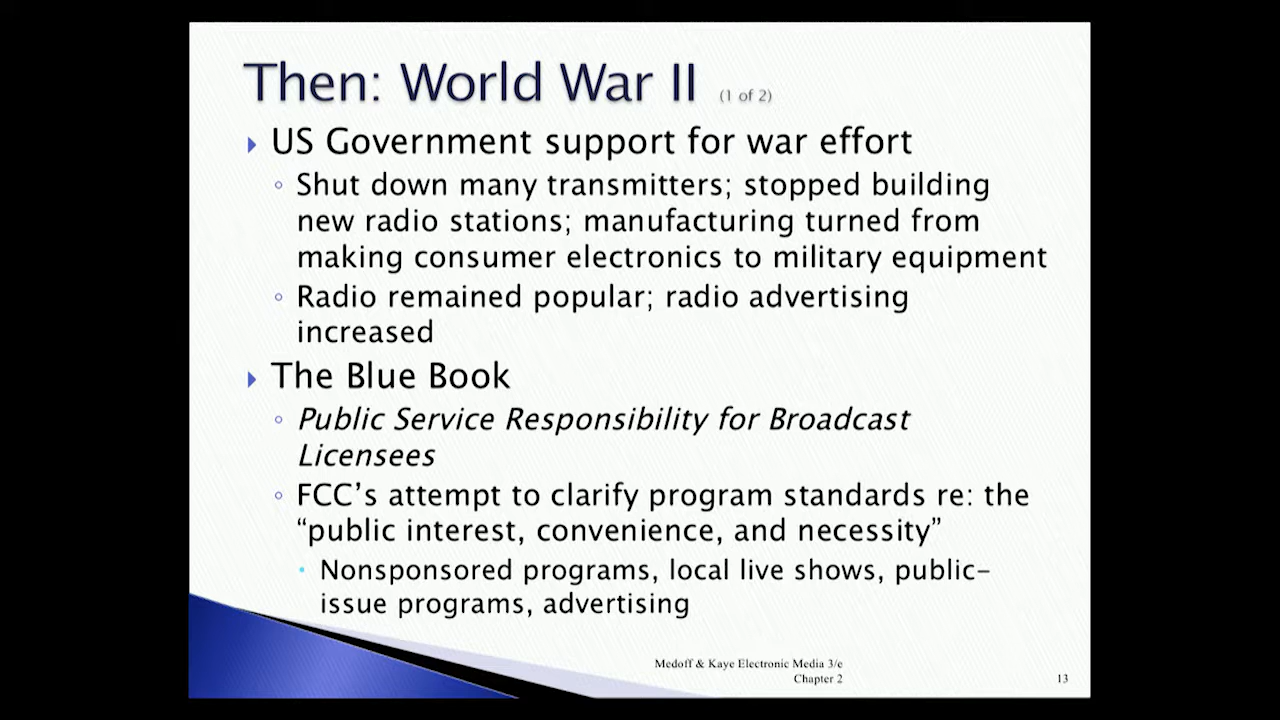 Then: World War II (1 of 2)
US Government support for war effort
Shut down many transmitters; stopped building
new radio stations; manufacturing turned from
making consumer electronics to military equipment
Radio remained popular; radio advertising
increased
The Blue Book
Public Service Responsibility for Broadcast
Licensees
FCC’s attempt to clarify program standards re: the
“public interest, convenience, and necessity”
Nonsponsored programs, local live shows, public-
issue programs, advertising
Medoff & Kaye Electronic Media 3/e
Chapter 2
13